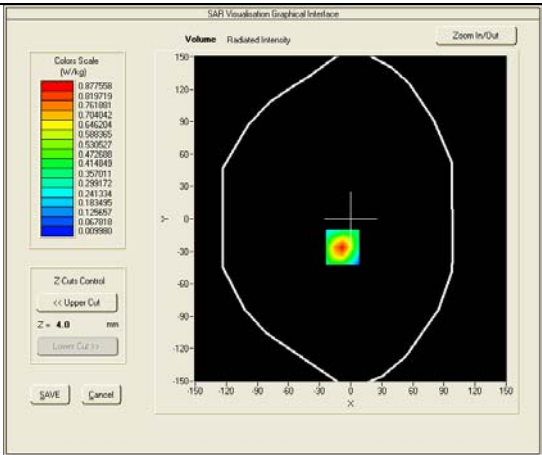 SAR Visualisation Graphical Interface
Volume Radiated Intensity
Zoom In/Out
Colors Scale
(W/kg)
0.877558
0.819719
0.761881
0.704042
0.646204
0.588365
0.530527
0.472688
0.414849
0.357011
0.299172
0.241334
0.183495
0.125657
0.067818
0.009980
Z Cuts Control
<< Upper Cut
Z = 4.0 mm
Lower Cut >>
SAVE Cancel
150
120
90
60
30
0
-30
-60
-90
-120
-150
Y
-150 -120 -90 -60 -30 0 30 60 90 120 150
X